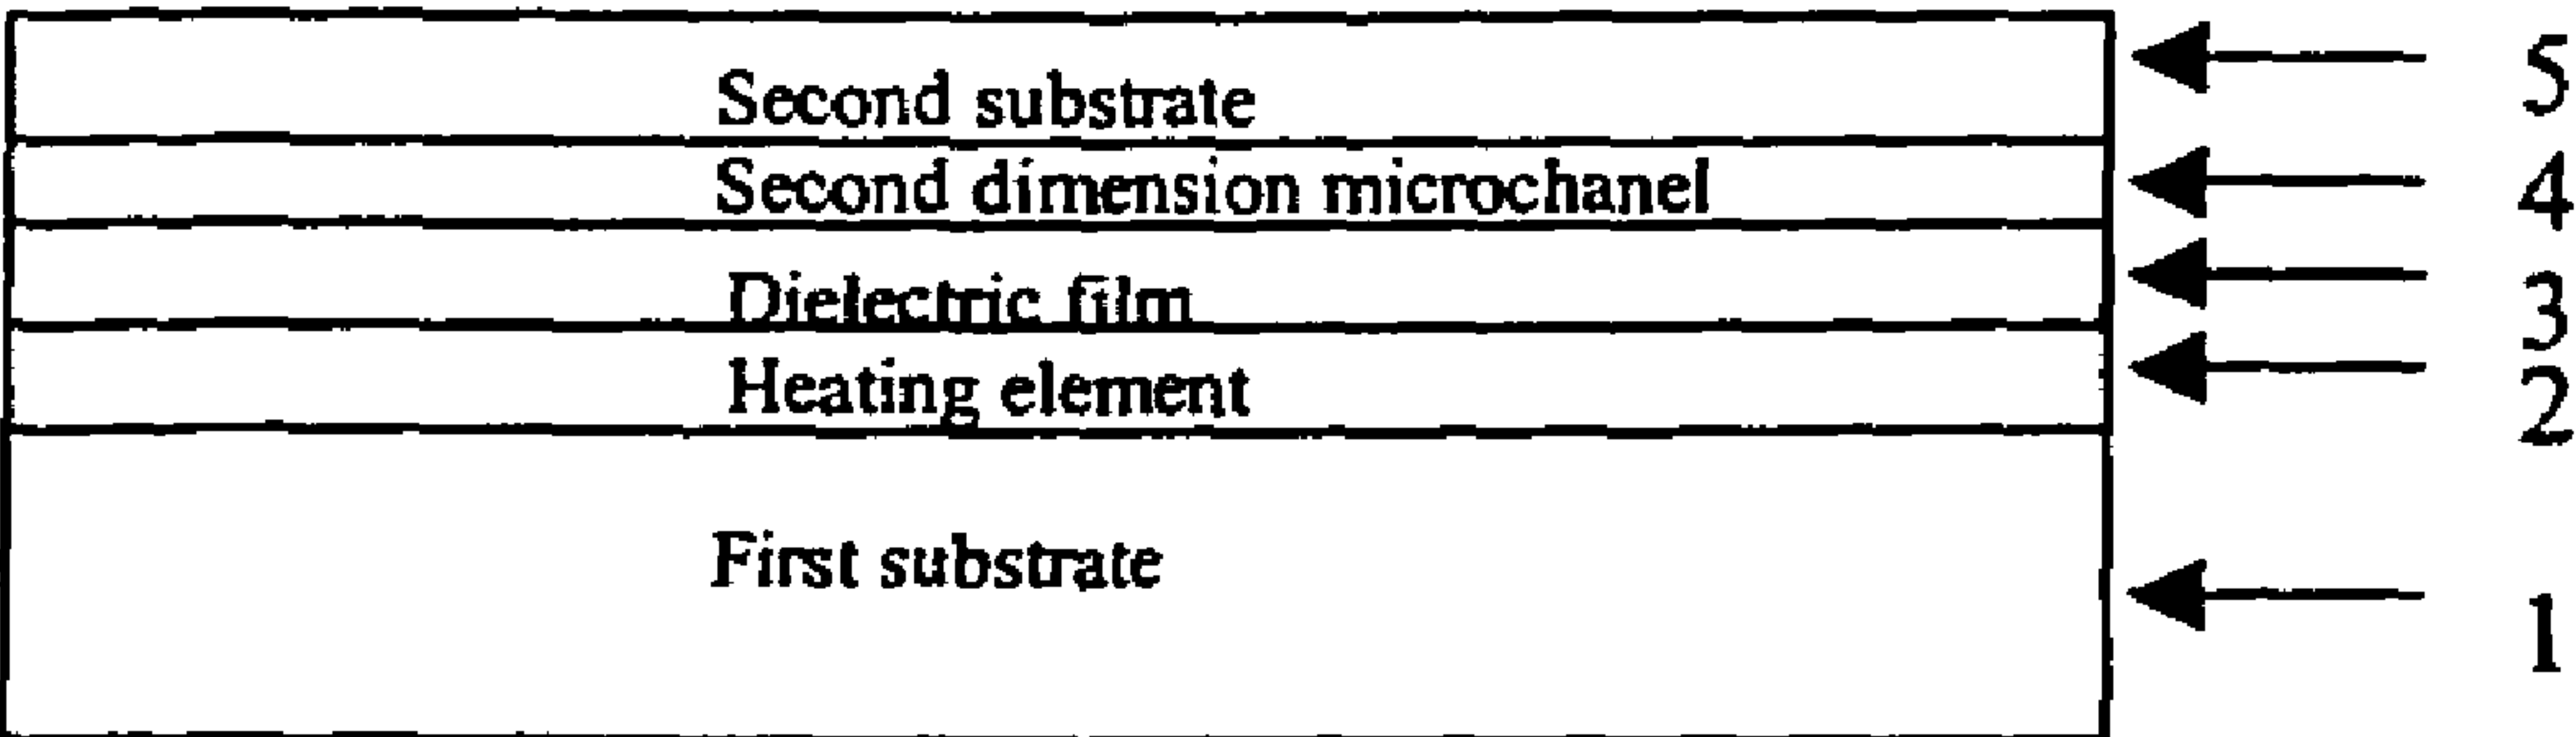 Second substrate 5
Second dimension microchanel 4
Dielectric film 3
Heating element 2
First substrate 1